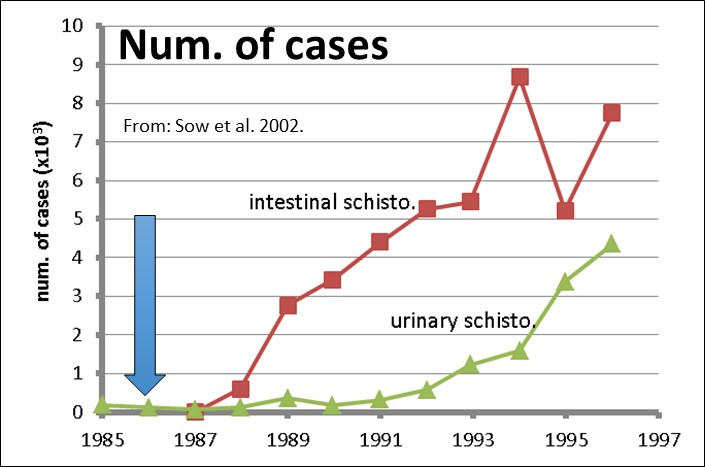 Num. of cases
From: Sow et al. 2002.
num. of cases (x10³)
10
9
8
7
6
5
4
3
2
1
0
intestinal schisto.
urinary schisto.
1985 1987 1989 1991 1993 1995 1997